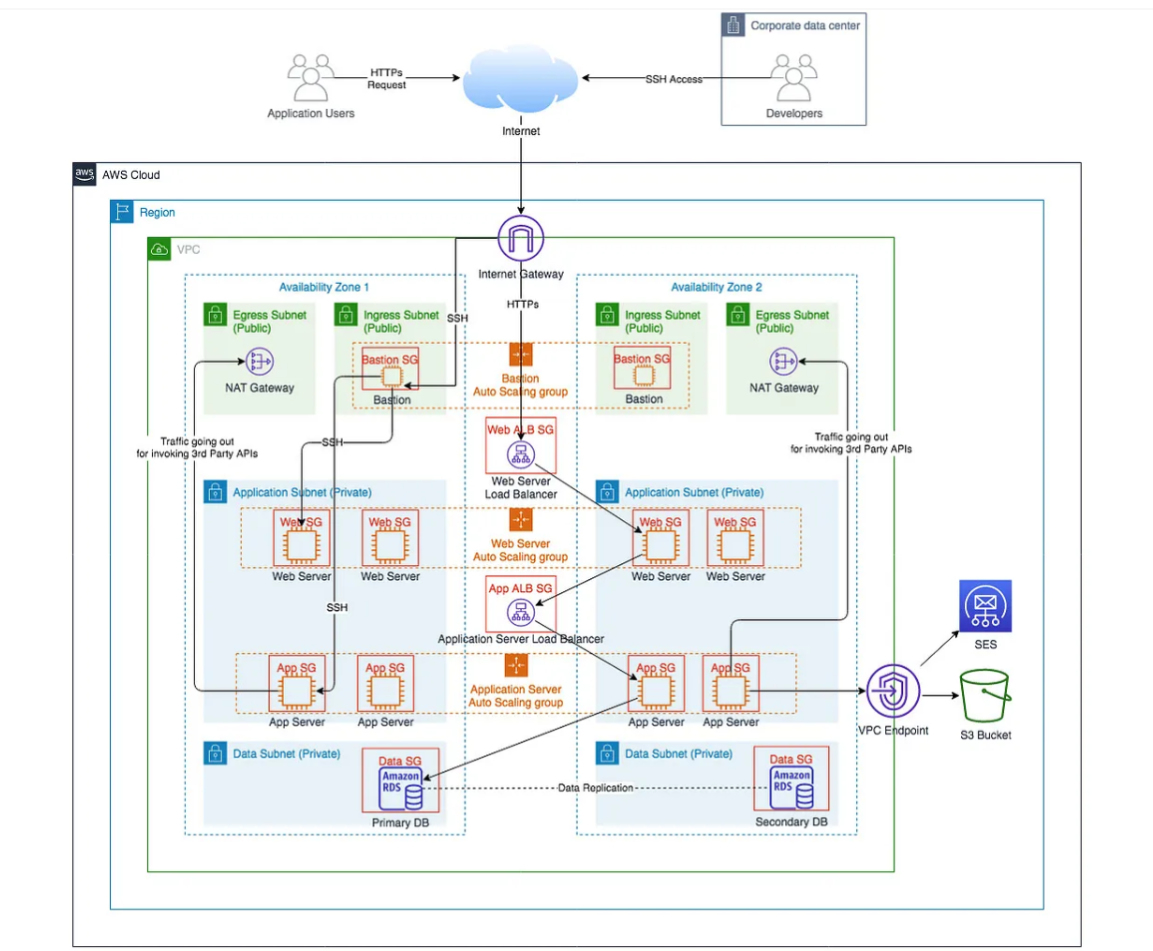 Corporate data center
HTTPs
Request
SSH Access
Application Users
Developers
Internet
aws
AWS Cloud
Region
VPC
Internet Gateway
Availability Zone 1
Availability Zone 2
HTTPs
SSH
Egress Subnet
(Public)
Ingress Subnet
(Public)
Ingress Subnet
(Public)
Egress Subnet
(Public)
Bastion SG
Bastion SG
NAT Gateway
Bastion
Bastion
Auto Scaling group
Bastion
NAT Gateway
Web ALB SG
Traffic going out
for invoking 3rd Party APIs
SSH
Traffic going out
for invoking 3rd Party APIs
Web Server
Load Balancer
Application Subnet (Private)
Application Subnet (Private)
Web SG
Web SG
Web SG
Web SG
Web Server
Auto Scaling group
Web Server
Web Server
Web Server
Web Server
App ALB SG
SSH
Application Server Load Balancer
SES
App SG
App SG
App SG
App SG
Application Server
Auto Scaling group
App Server
App Server
App Server
App Server
VPC Endpoint
S3 Bucket
Data Subnet (Private)
Data Subnet (Private)
Data SG
Data SG
Amazon
RDS
Amazon
RDS
Data Replication
Primary DB
Secondary DB